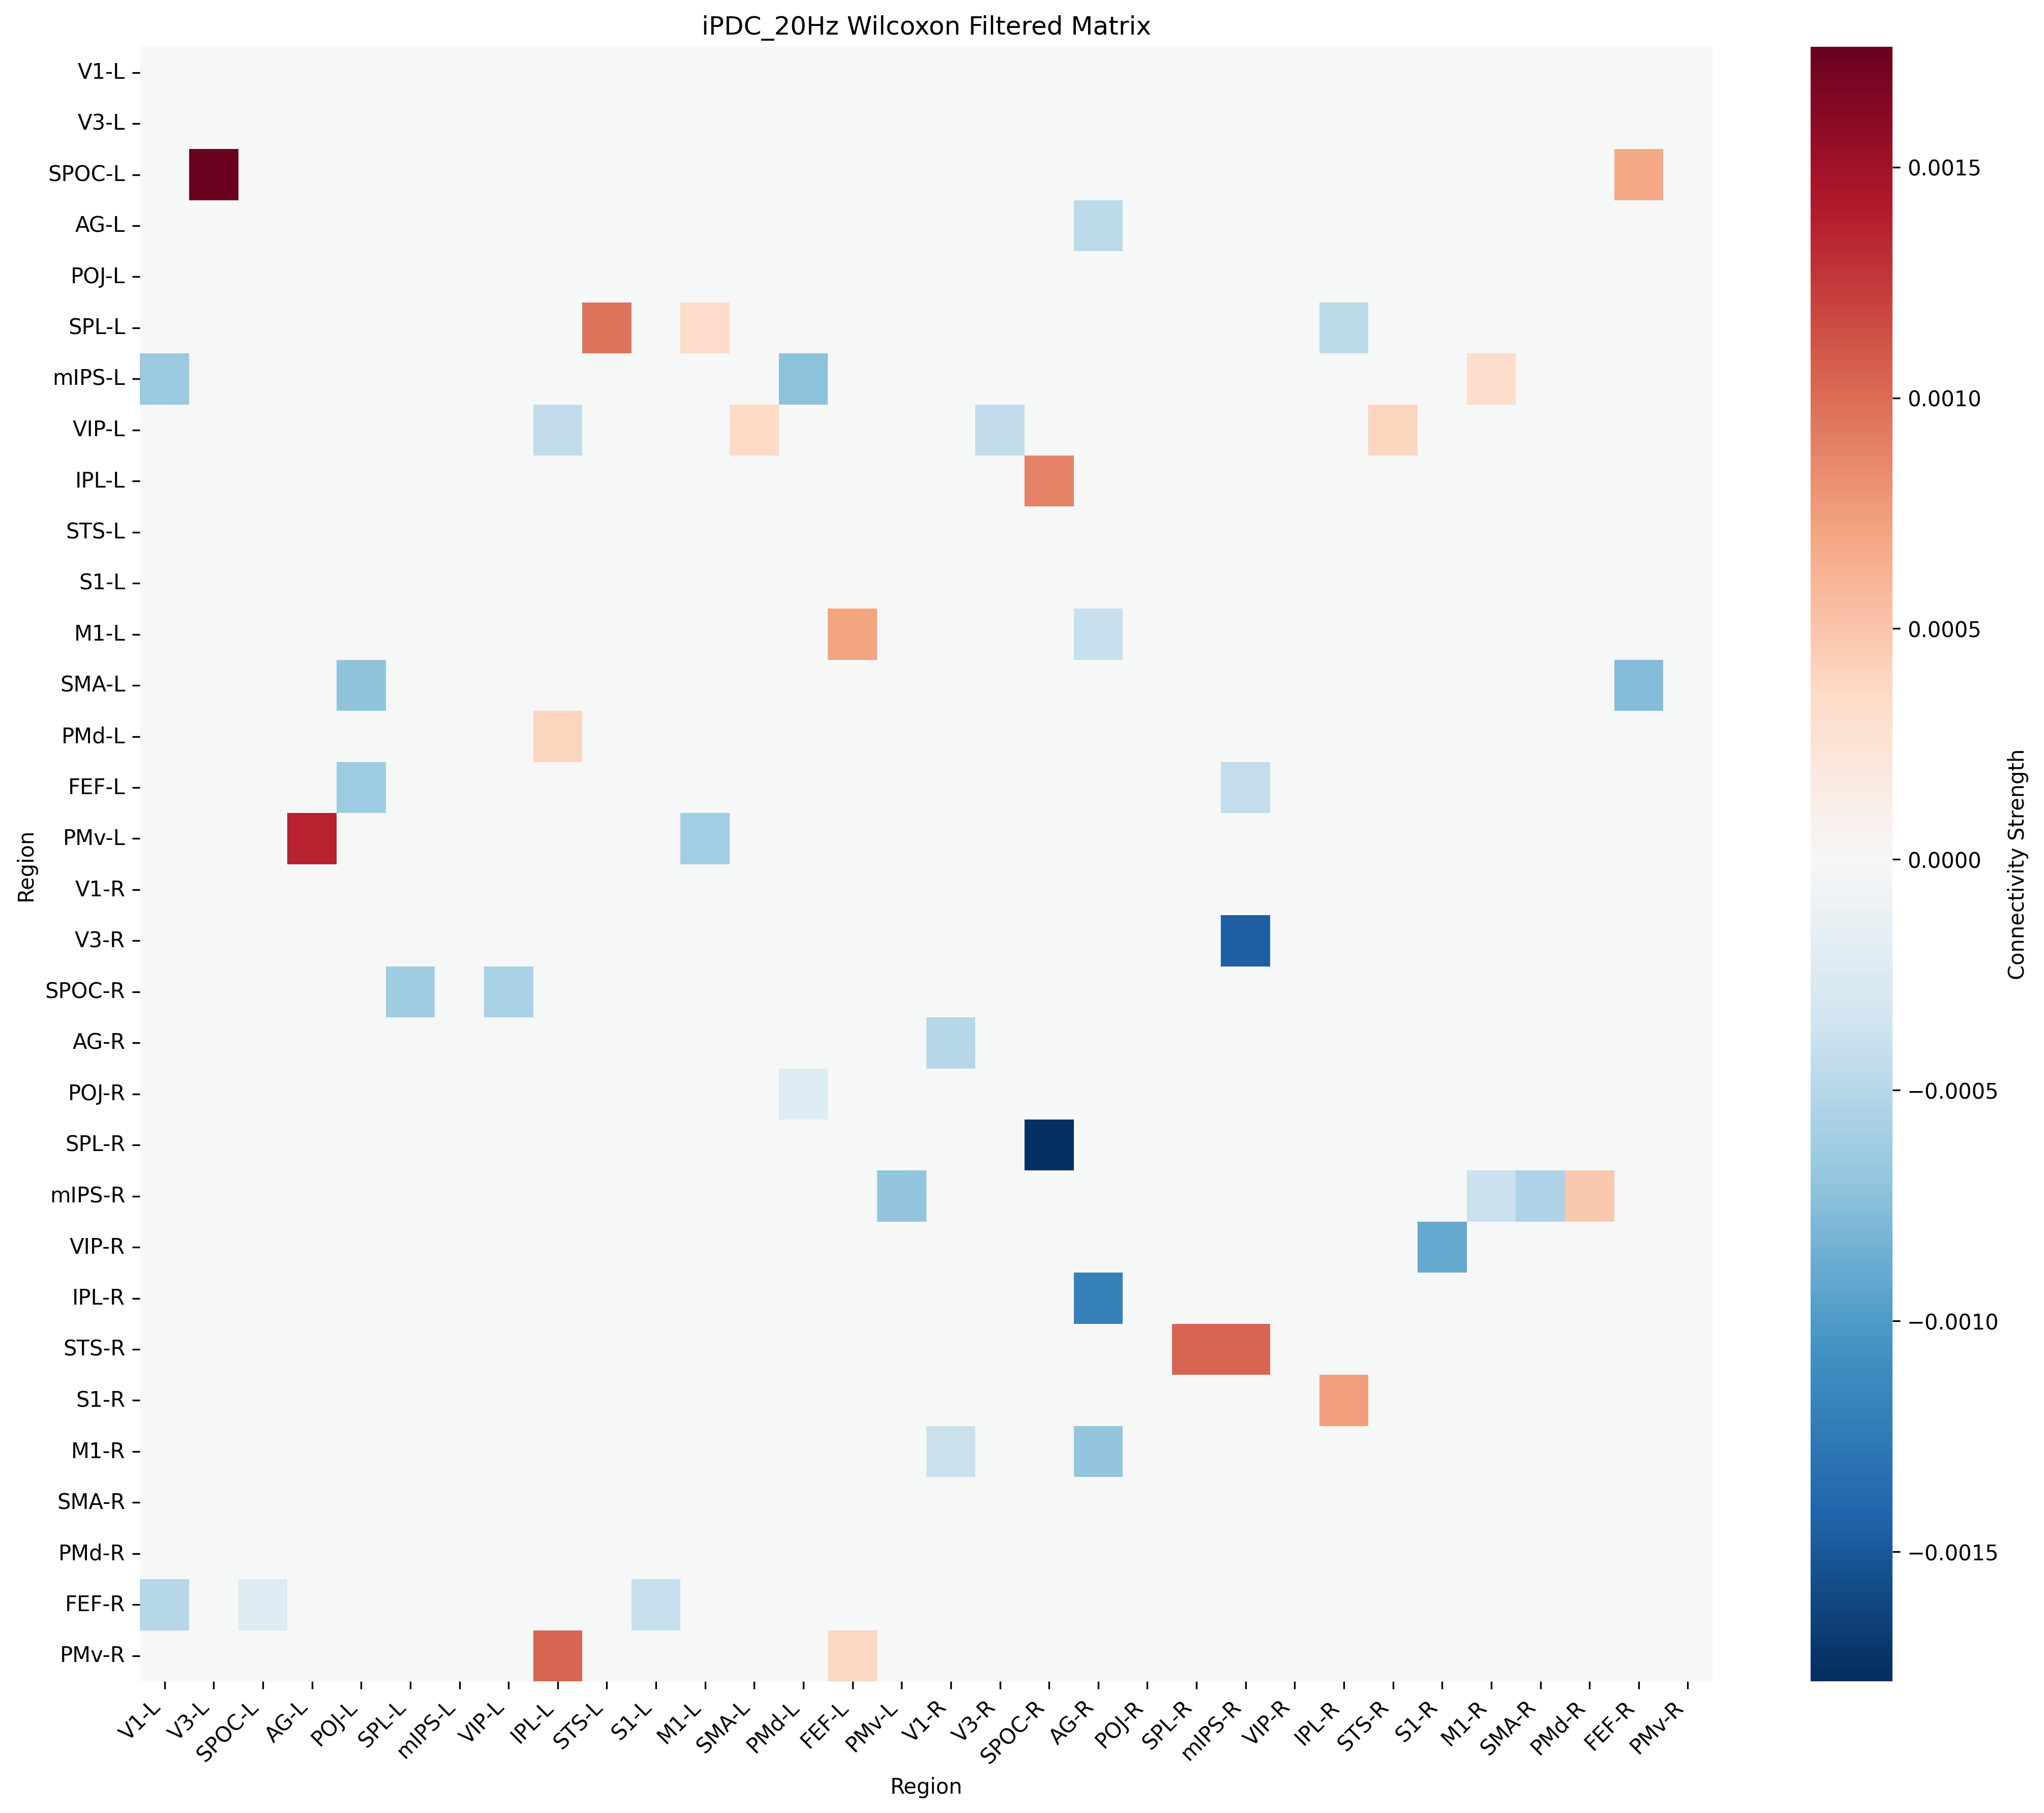 iPDC_20Hz Wilcoxon Filtered Matrix
Region
V1-L
V3-L
SPOC-L
AG-L
POJ-L
SPL-L
mIPS-L
VIP-L
IPL-L
STS-L
S1-L
M1-L
SMA-L
PMd-L
FEF-L
PMv-L
V1-R
V3-R
SPOC-R
AG-R
POJ-R
SPL-R
mIPS-R
VIP-R
IPL-R
STS-R
S1-R
M1-R
SMA-R
PMd-R
FEF-R
PMv-R
V1-L
V3-L
SPOC-L
AG-L
POJ-L
SPL-L
mIPS-L
VIP-L
IPL-L
STS-L
S1-L
M1-L
SMA-L
PMd-L
FEF-L
PMv-L
V1-R
V3-R
SPOC-R
AG-R
POJ-R
SPL-R
mIPS-R
VIP-R
IPL-R
STS-R
S1-R
M1-R
SMA-R
PMd-R
FEF-R
PMv-R
Region
0.0015
0.0010
0.0005
0.0000
−0.0005
−0.0010
−0.0015
Connectivity Strength